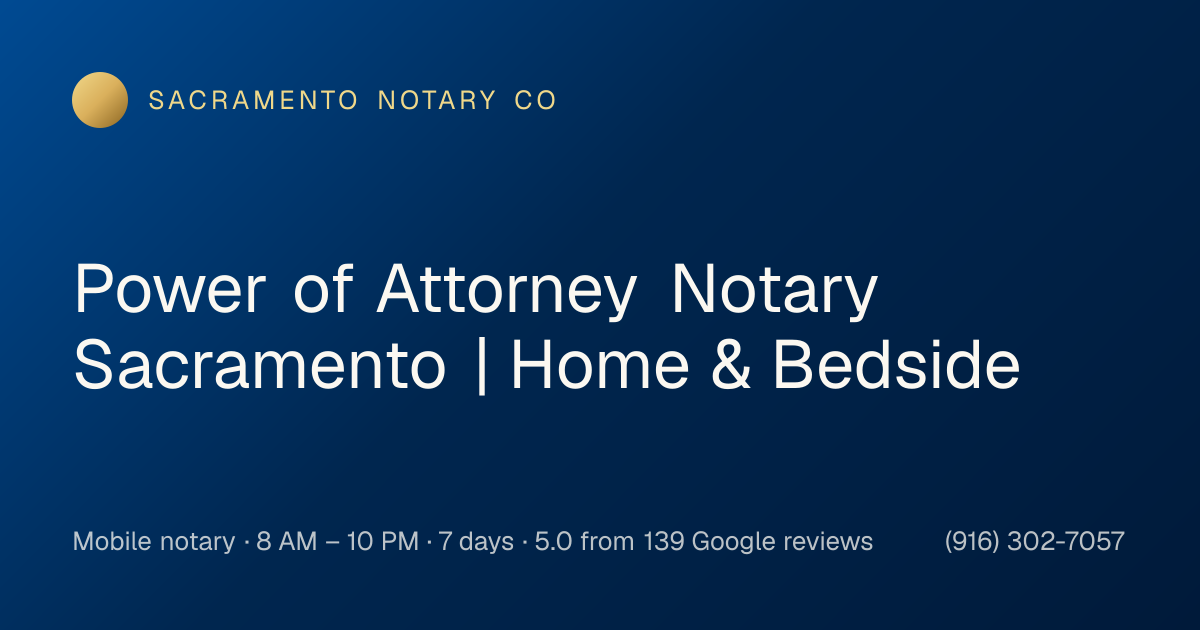 SACRAMENTO NOTARY CO
Power of Attorney Notary
Sacramento | Home & Bedside
Mobile notary · 8 AM – 10 PM · 7 days · 5.0 from 139 Google reviews (916) 302-7057